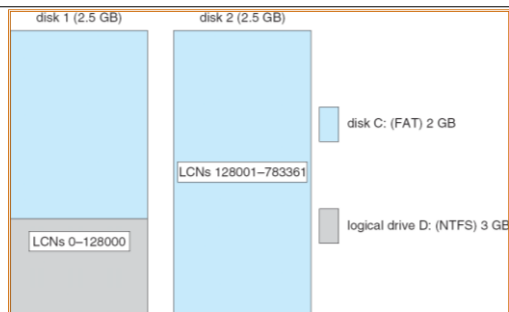 disk 1 (2.5 GB) disk 2 (2.5 GB)
disk C: (FAT) 2 GB
LCNs 128001–783361
logical drive D: (NTFS) 3 GB
LCNs 0–128000